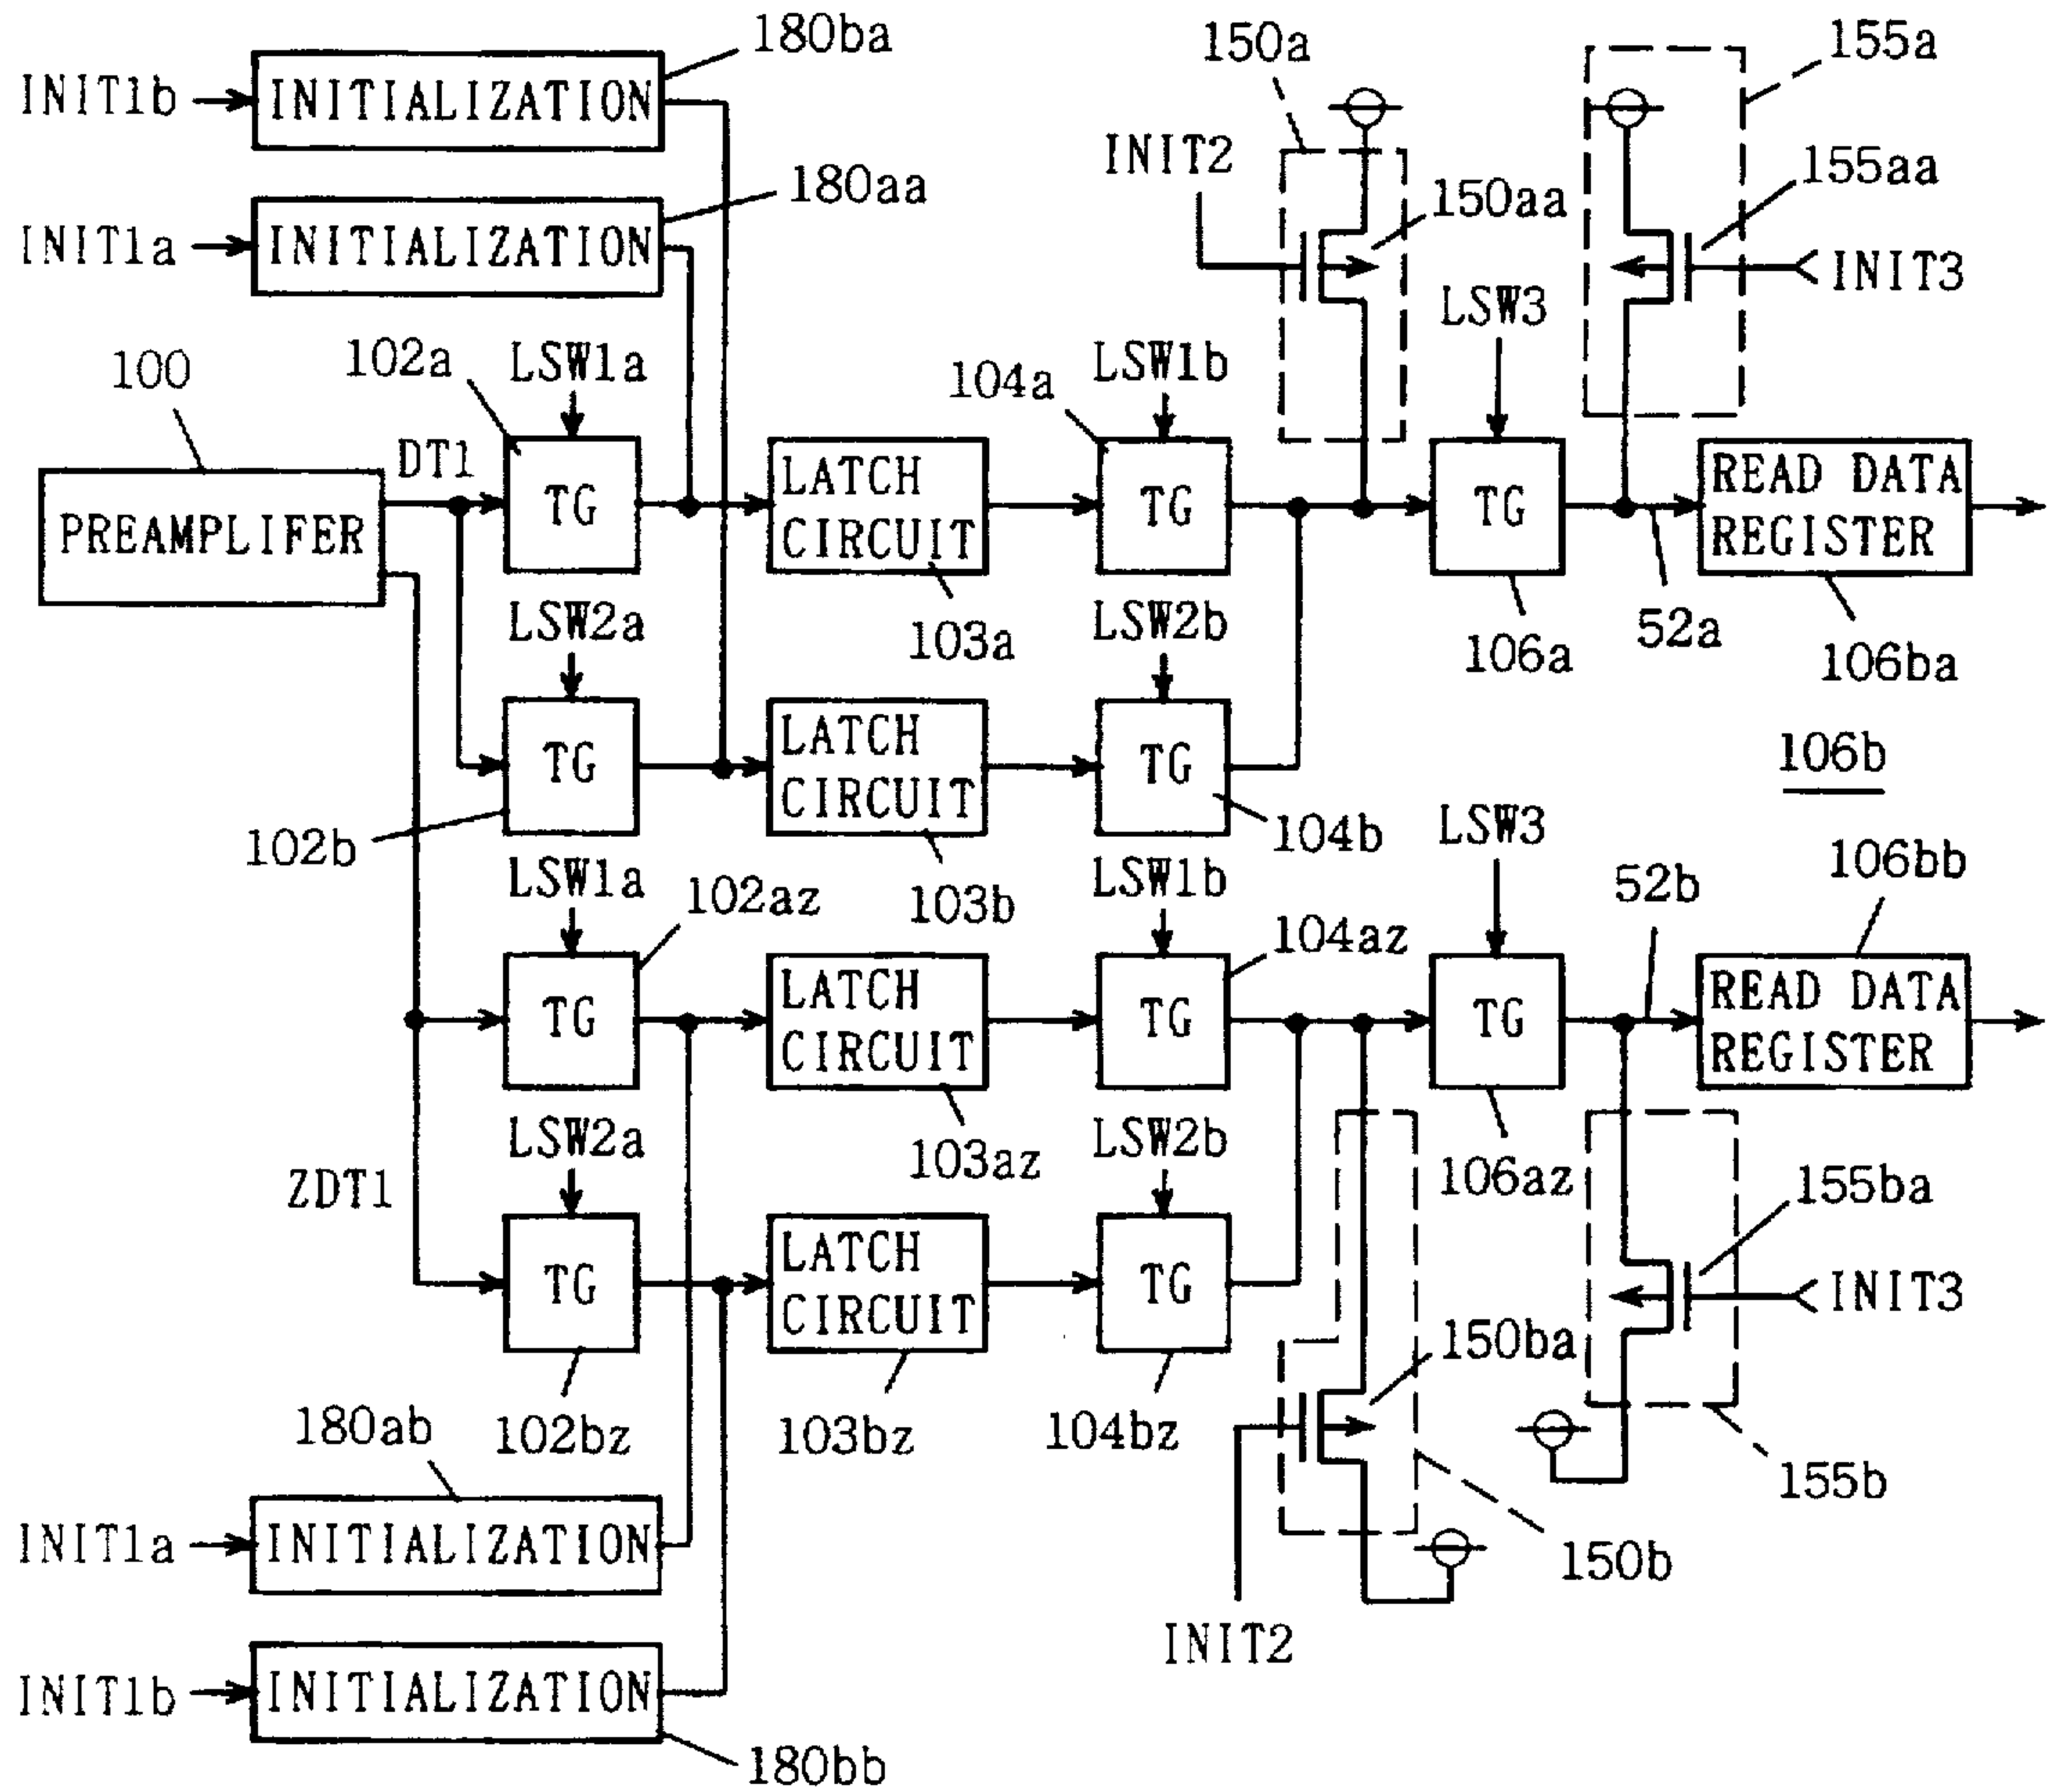 180ba
150a
155a
INIT1b
INITIALIZATION
INIT2
155aa
180aa
150aa
INIT1a
INITIALIZATION
INIT3
LSW3
100
102a
LSW1a
104a
LSW1b
DT1
PREAMPLIFER
TG
LATCH
CIRCUIT
TG
TG
READ DATA
REGISTER
LSW2a
103a
LSW2b
106a
52a
106ba
TG
LATCH
CIRCUIT
TG
106b
102b
104b
LSW3
LSW1a
102az
103b
LSW1b
52b
106bb
104az
TG
LATCH
CIRCUIT
TG
TG
READ DATA
REGISTER
LSW2a
103az
LSW2b
106az
155ba
ZDT1
TG
LATCH
CIRCUIT
TG
INIT3
150ba
180ab
102bz
103bz
104bz
155b
INIT1a
INITIALIZATION
150b
INIT2
INIT1b
INITIALIZATION
180bb